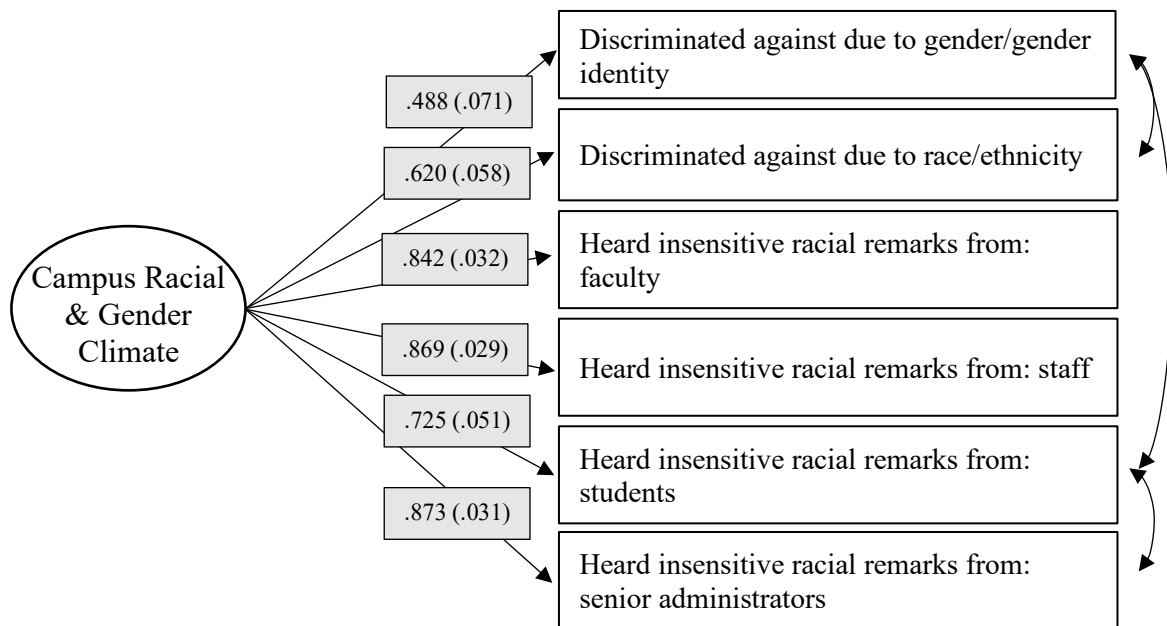 Campus Racial
& Gender
Climate
.488 (.071)
.620 (.058)
.842 (.032)
.869 (.029)
.725 (.051)
.873 (.031)
Discriminated against due to gender/gender
identity
Discriminated against due to race/ethnicity
Heard insensitive racial remarks from:
faculty
Heard insensitive racial remarks from: staff
Heard insensitive racial remarks from:
students
Heard insensitive racial remarks from:
senior administrators